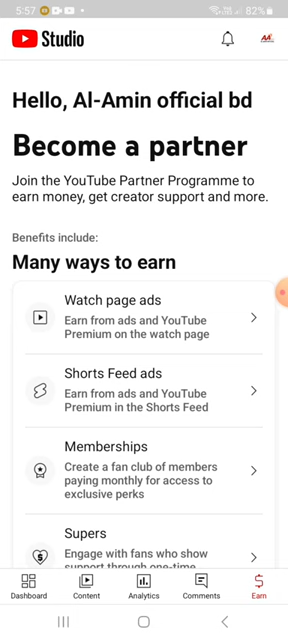 5:57
82%
Studio
Hello, Al-Amin official bd
Become a partner
Join the YouTube Partner Programme to
earn money, get creator support and more.
Benefits include:
Many ways to earn
Watch page ads
Earn from ads and YouTube
Premium on the watch page
Shorts Feed ads
Earn from ads and YouTube
Premium in the Shorts Feed
Memberships
Create a fan club of members
paying monthly for access to
exclusive perks
Supers
Engage with fans who show
support through one-time
Dashboard
Content
Analytics
Comments
Earn